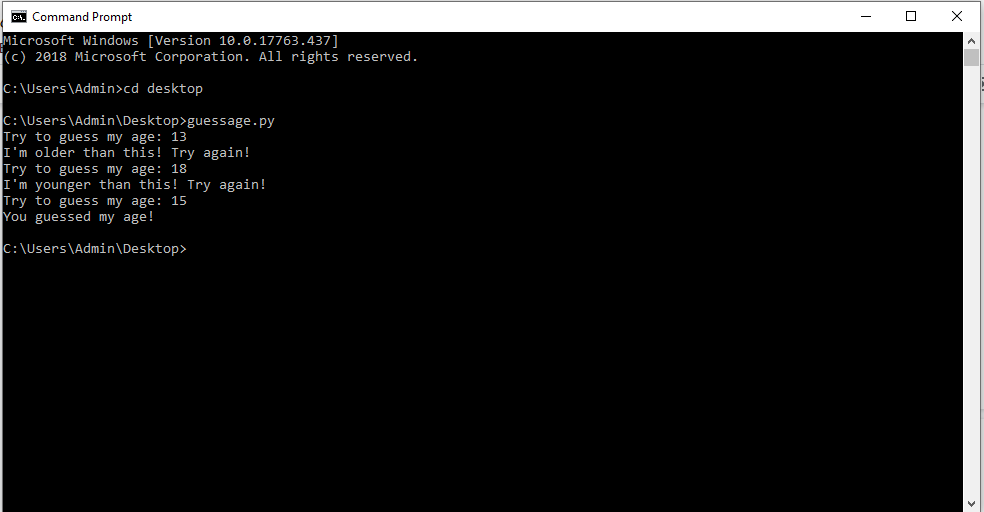 Command Prompt
Microsoft Windows [Version 10.0.17763.437]
(c) 2018 Microsoft Corporation. All rights reserved.
C:\Users\Admin>cd desktop
C:\Users\Admin\Desktop>guessage.py
Try to guess my age: 13
I'm older than this! Try again!
Try to guess my age: 18
I'm younger than this! Try again!
Try to guess my age: 15
You guessed my age!
C:\Users\Admin\Desktop>